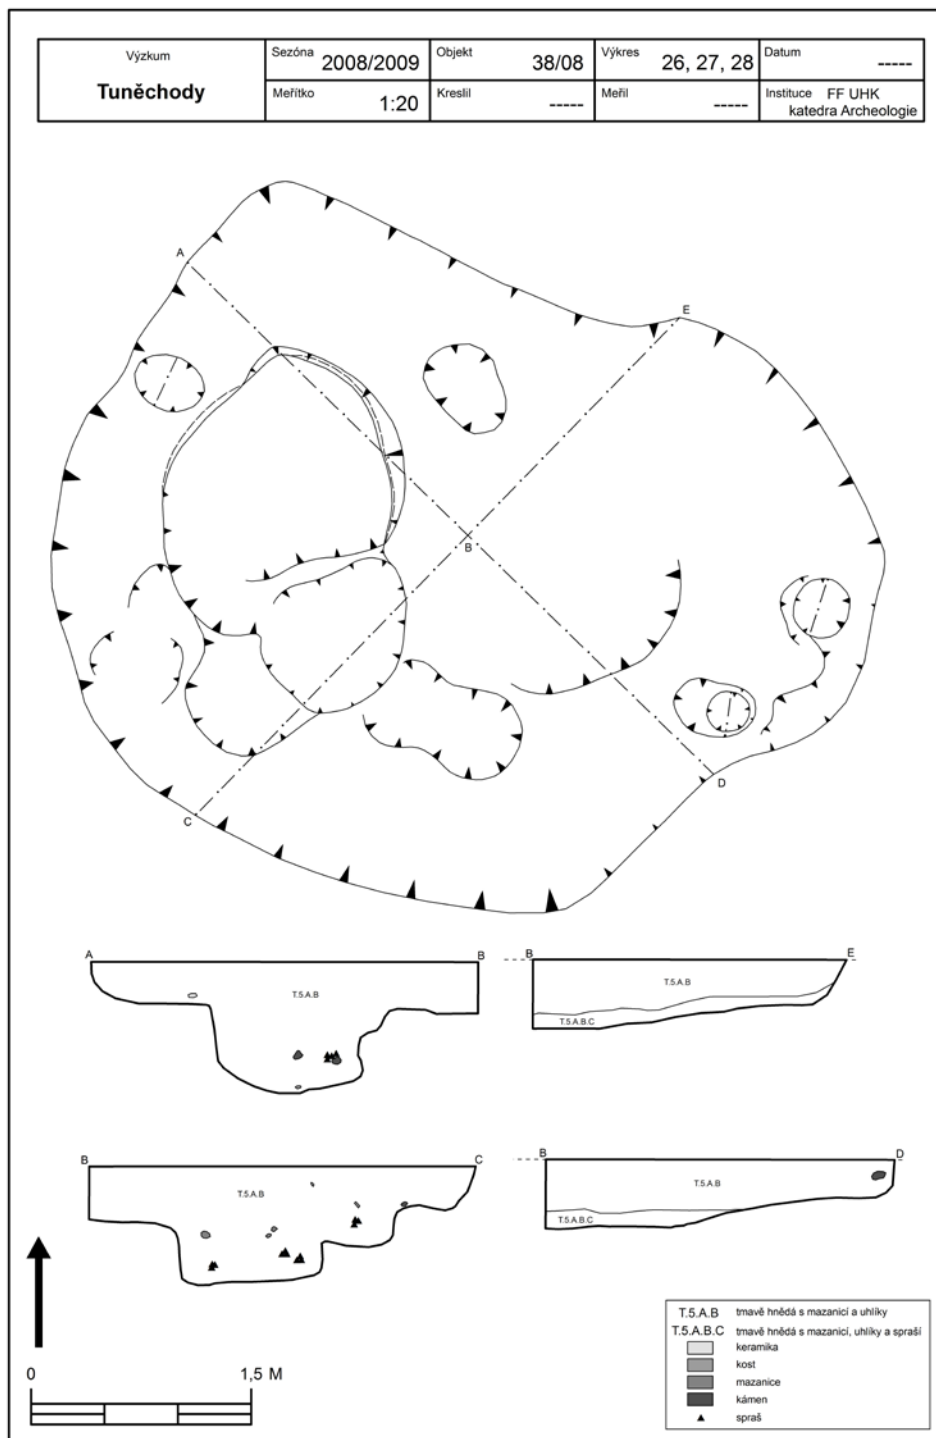 Výzkum
Tuněchody
Sezóna 2008/2009
Objekt 38/08
Výkres 26, 27, 28
Datum -----
Meřítko 1:20
Kreslil -----
Meřil -----
Instituce FF UHK
katedra Archeologie
A
E
B
C
D
A B
T.5.A.B
B E
T.5.A.B
T.5.A.B.C
B C
T.5.A.B
B D
T.5.A.B
T.5.A.B.C
0 1,5 M
T.5.A.B tmavě hnědá s mazanicí a uhlíky
T.5.A.B.C tmavě hnědá s mazanicí, uhlíky a spraší
keramika
kost
mazanice
kámen
spraš